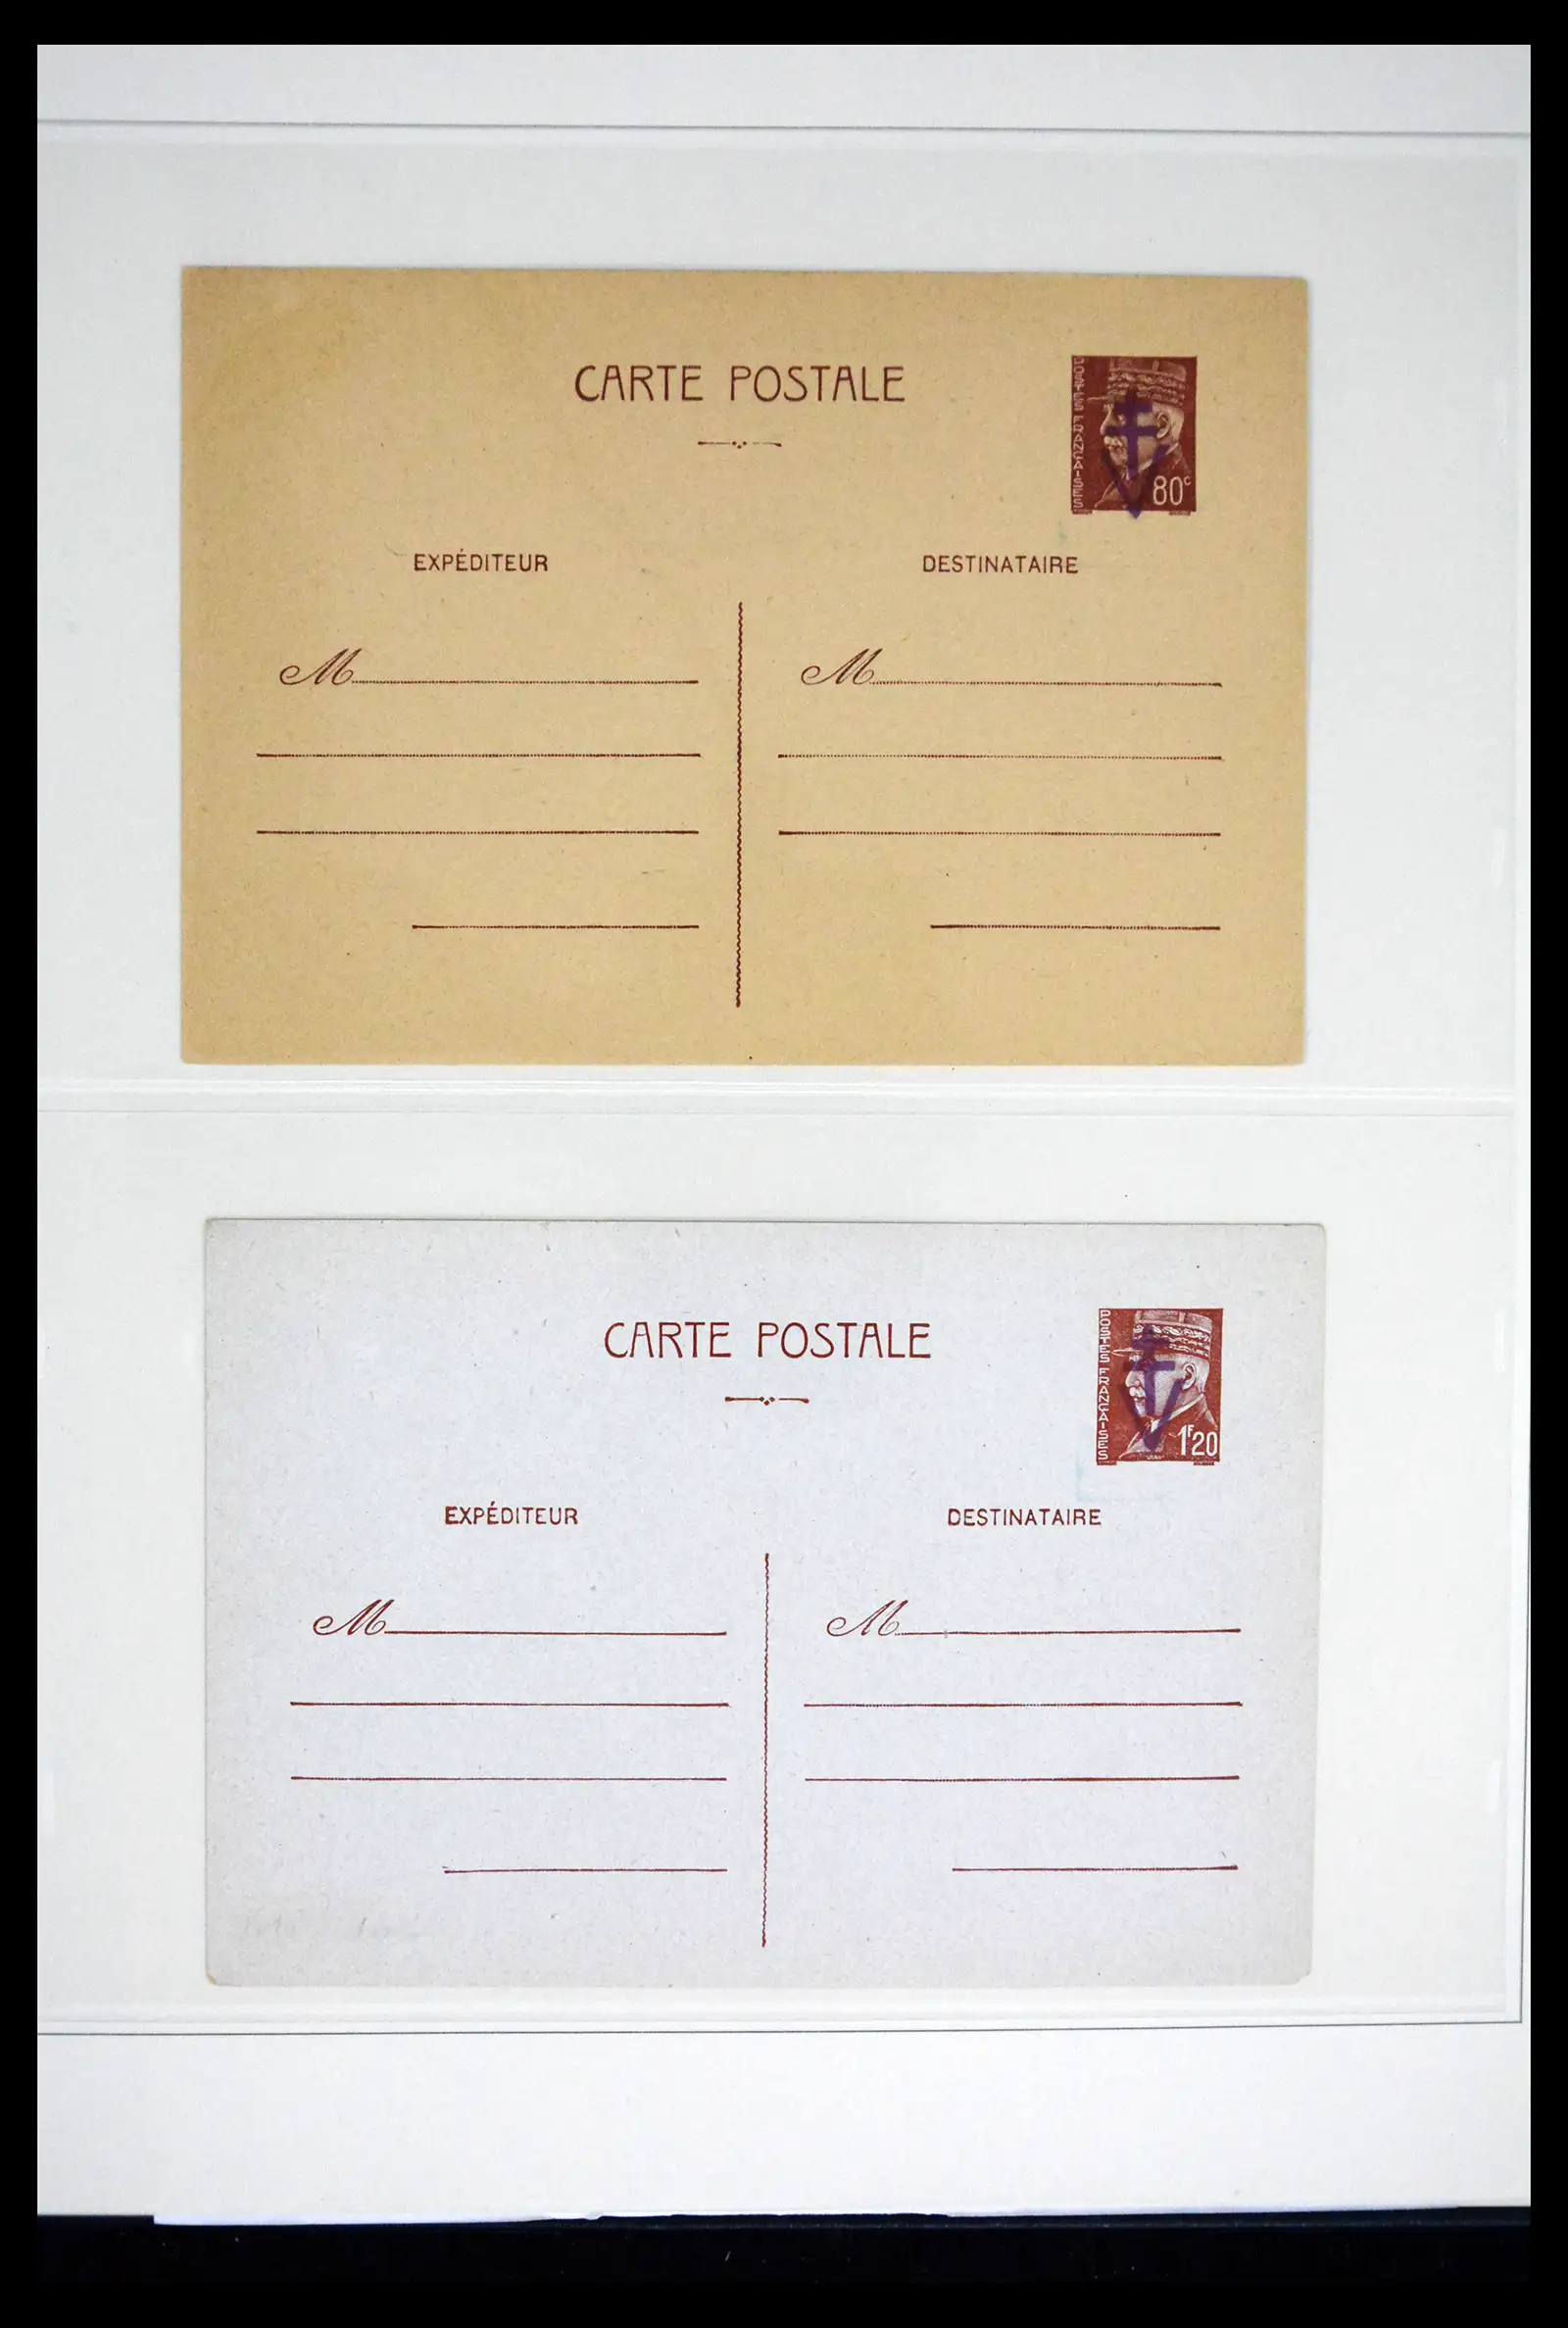 CARTE POSTALE
POSTES FRANÇAISES
80c
EXPÉDITEUR
DESTINATAIRE
M
M
CARTE POSTALE
POSTES FRANÇAISES
1F20
EXPÉDITEUR
DESTINATAIRE
M
M